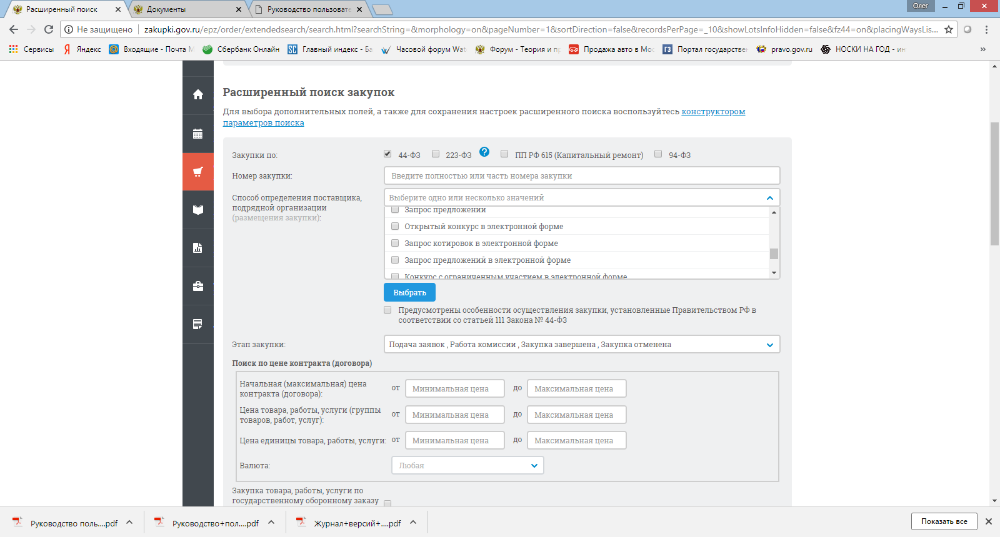 Расширенный поиск
Документы
Руководство пользовате
Олег
Не защищено
zakupki.gov.ru/epz/order/extendedsearch/search.html?searchString=&morphology=on&pageNumber=1&sortDirection=false&recordsPerPage=_10&showLotsInfoHidden=false&fz44=on&placingWaysLis...
Сервисы
Яндекс
Входящие - Почта М
Сбербанк Онлайн
Главный индекс - Ба
Часовой форум Wat
Форум - Теория и пр
Продажа авто в Мос
Портал государствен
pravo.gov.ru
НОСКИ НА ГОД - ин
»
Расширенный поиск закупок
Для выбора дополнительных полей, а также для сохранения настроек расширенного поиска воспользуйтесь конструктором
параметров поиска
Закупки по:
44-ФЗ
223-ФЗ
?
ПП РФ 615 (Капитальный ремонт)
94-ФЗ
Номер закупки:
Введите полностью или часть номера закупки
Способ определения поставщика,
подрядной организации
(размещения закупки):
Выберите одно или несколько значений
Запрос предложений
Открытый конкурс в электронной форме
Запрос котировок в электронной форме
Запрос предложений в электронной форме
Конкурс с ограниченным участием в электронной форме
Выбрать
Предусмотрены особенности осуществления закупки, установленные Правительством РФ в
соответствии со статьей 111 Закона № 44-ФЗ
Этап закупки:
Подача заявок , Работа комиссии , Закупка завершена , Закупка отменена
Поиск по цене контракта (договора)
Начальная (максимальная) цена
контракта (договора):
от
Минимальная цена
до
Максимальная цена
Цена товара, работы, услуги (группы
товаров, работ, услуг):
от
Минимальная цена
до
Максимальная цена
Цена единицы товара, работы, услуги:
от
Минимальная цена
до
Максимальная цена
Валюта:
Любая
Закупка товара, работы, услуги по
государственному оборонному заказу
Руководство поль....pdf
Руководство+пол....pdf
Журнал+версий+....pdf
Показать все